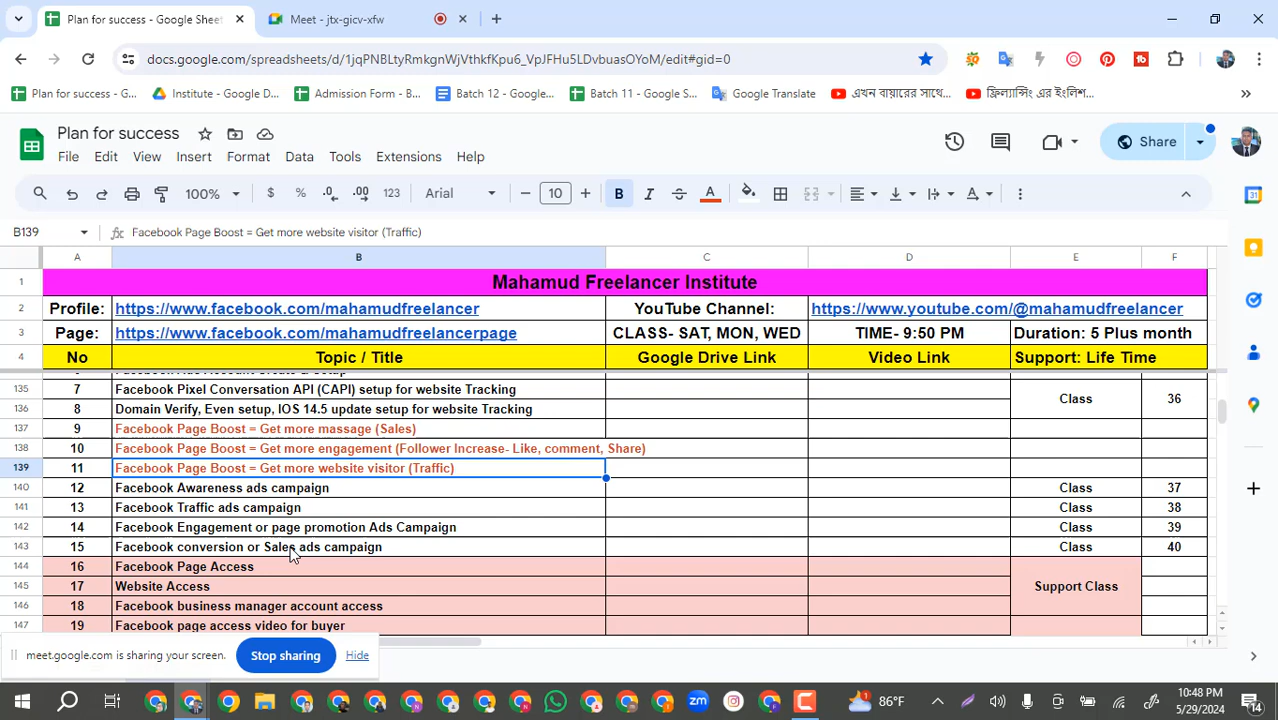 Plan for success - Google Sheet
Meet - jtx-gicv-xfw
docs.google.com/spreadsheets/d/1jqPNBLtyRmkgnWjVthkfKpu6_VpJFHu5LDvbuasOYoM/edit#gid=0
Plan for success - G...
Institute - Google D...
Admission Form - B...
Batch 12 - Google...
Batch 11 - Google S...
Google Translate
এখন বায়ারের সাথে...
ফ্রিল্যান্সিং এর ইংলিশ...
Plan for success
Share
File Edit View Insert Format Data Tools Extensions Help
100% $ % .0 .00 123 Arial 10 B I A
B139 fx Facebook Page Boost = Get more website visitor (Traffic)
A B C D E F
1 Mahamud Freelancer Institute
2 Profile: https://www.facebook.com/mahamudfreelancer YouTube Channel: https://www.youtube.com/@mahamudfreelancer
3 Page: https://www.facebook.com/mahamudfreelancerpage CLASS- SAT, MON, WED TIME- 9:50 PM Duration: 5 Plus month
4 No Topic / Title Google Drive Link Video Link Support: Life Time
135 7 Facebook Pixel Conversation API (CAPI) setup for website Tracking Class 36
136 8 Domain Verify, Even setup, IOS 14.5 update setup for website Tracking
137 9 Facebook Page Boost = Get more massage (Sales)
138 10 Facebook Page Boost = Get more engagement (Follower Increase- Like, comment, Share)
139 11 Facebook Page Boost = Get more website visitor (Traffic)
140 12 Facebook Awareness ads campaign Class 37
141 13 Facebook Traffic ads campaign Class 38
142 14 Facebook Engagement or page promotion Ads Campaign Class 39
143 15 Facebook conversion or Sales ads campaign Class 40
144 16 Facebook Page Access
145 17 Website Access Support Class
146 18 Facebook business manager account access
147 19 Facebook page access video for buyer
meet.google.com is sharing your screen. Stop sharing Hide
86°F
10:48 PM
5/29/2024
14